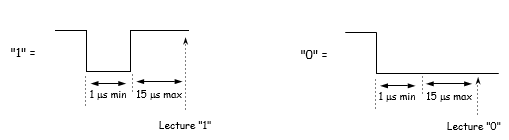 "1" =
1 µs min 15 µs max
Lecture "1"
"0" =
1 µs min 15 µs max
Lecture "0"